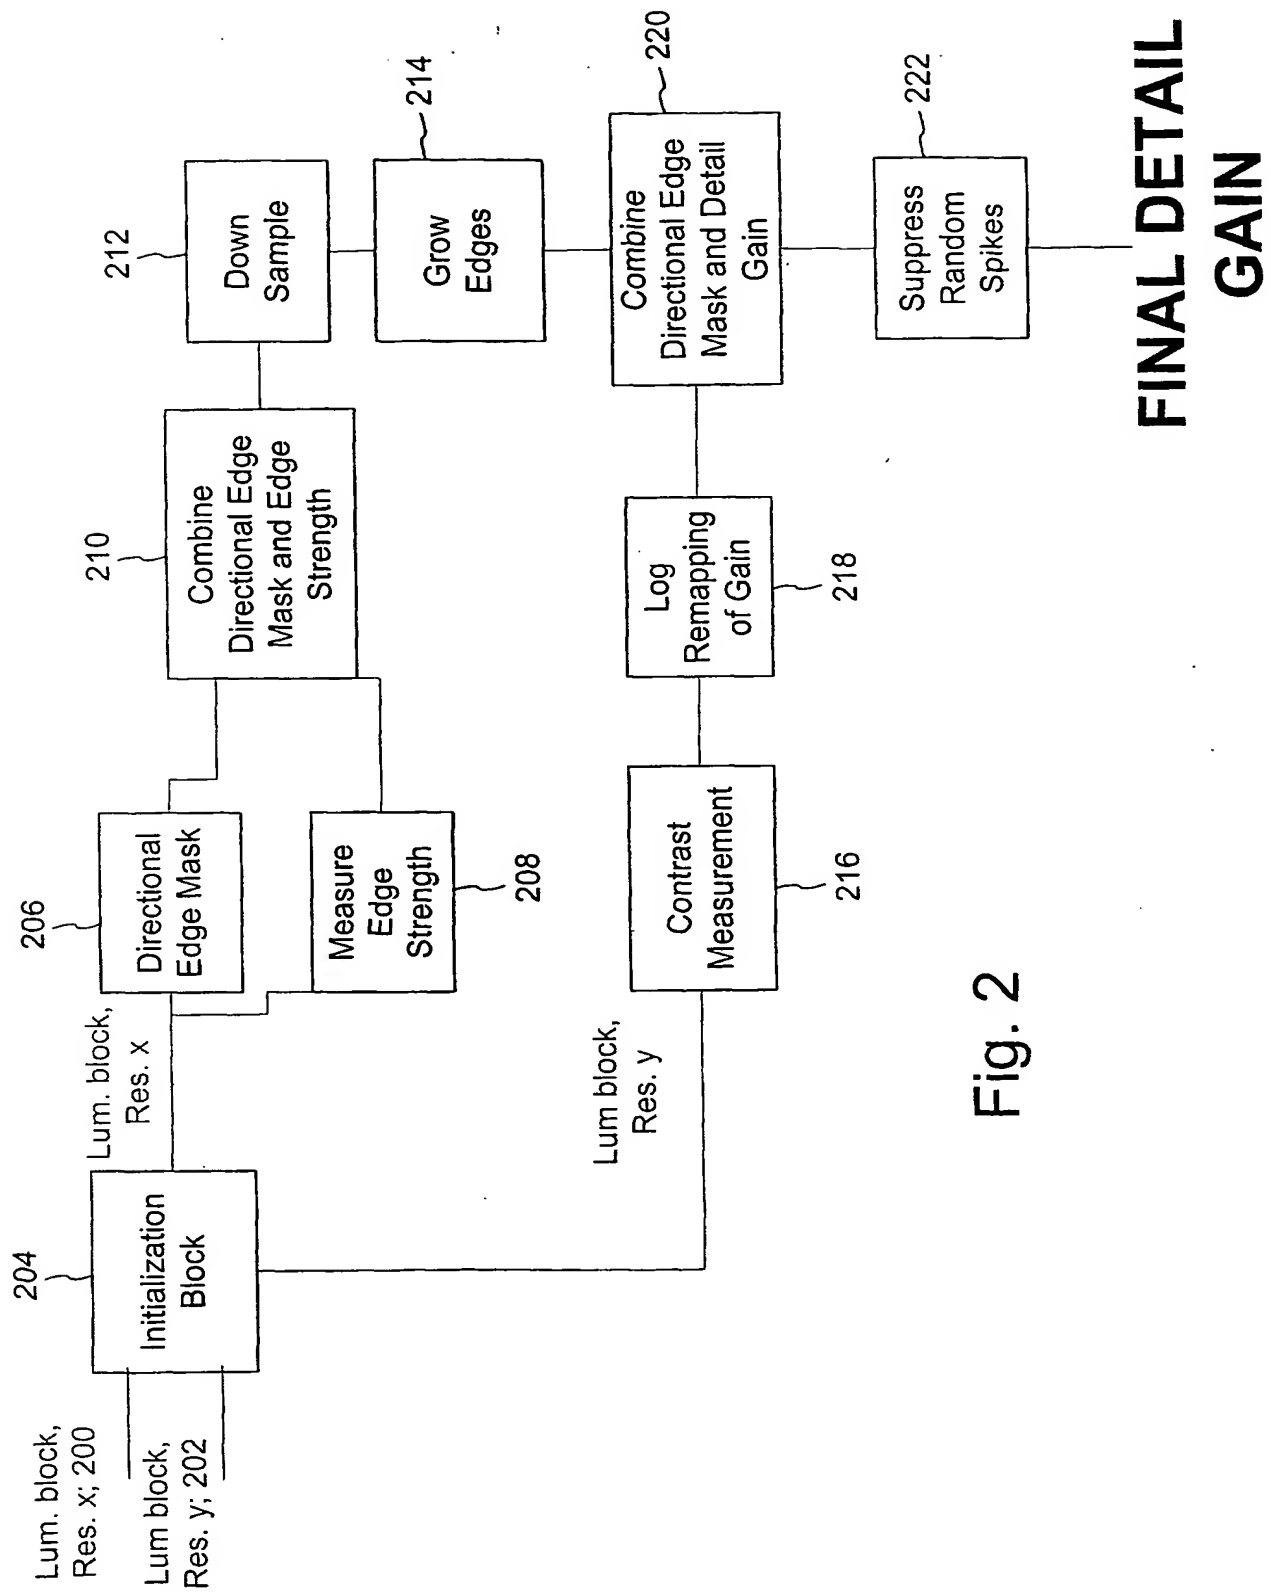 Lum. block,
Res. x; 200
Lum block,
Res. y; 202
204
Initialization
Block
Lum. block,
Res. x
206
Directional
Edge Mask
Measure
Edge
Strength
208
210
Combine
Directional Edge
Mask and Edge
Strength
212
Down
Sample
Grow
Edges
214
Lum block,
Res. y
Contrast
Measurement
216
Log
Remapping
of Gain
218
Combine
Directional Edge
Mask and Detail
Gain
220
Suppress
Random
Spikes
222
FINAL DETAIL
GAIN
Fig. 2